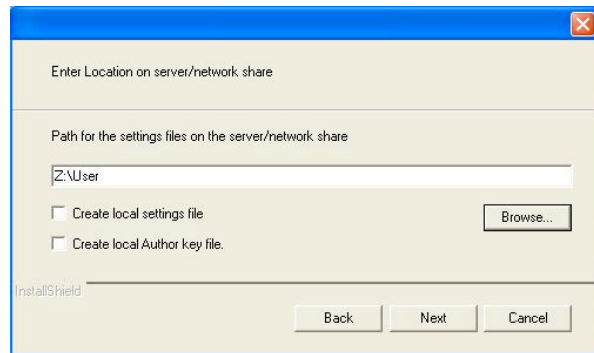 Enter Location on server/network share
Path for the settings files on the server/network share
Z:\User
Create local settings file
Browse...
Create local Author key file.
InstallShield
Back Next Cancel